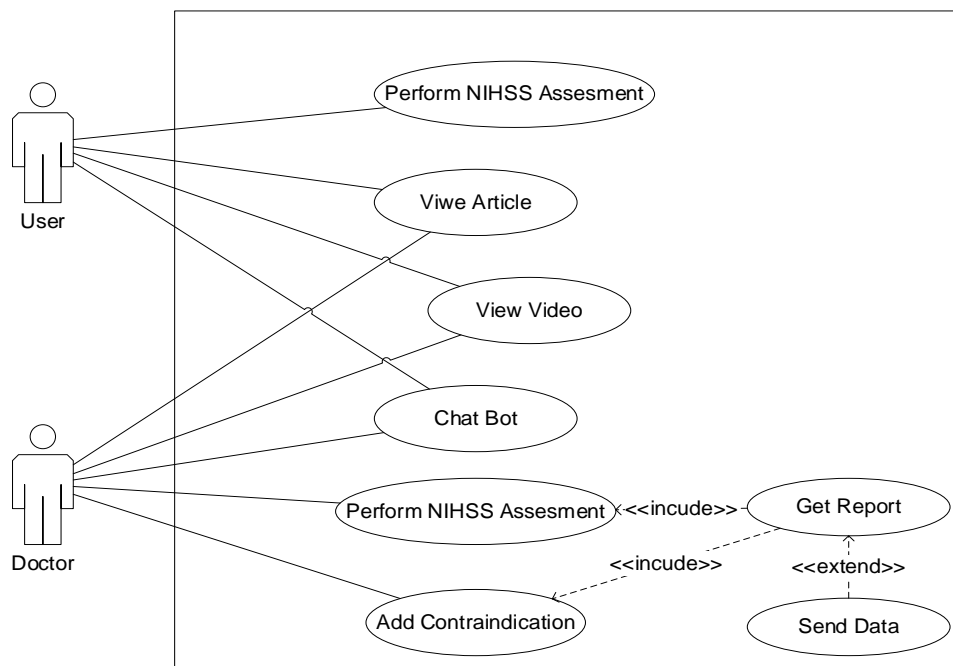 Perform NIHSS Assesment
User
Viwe Article
View Video
Chat Bot
Doctor
Perform NIHSS Assesment
<<incude>>
Get Report
<<incude>>
<<extend>>
Add Contraindication
Send Data